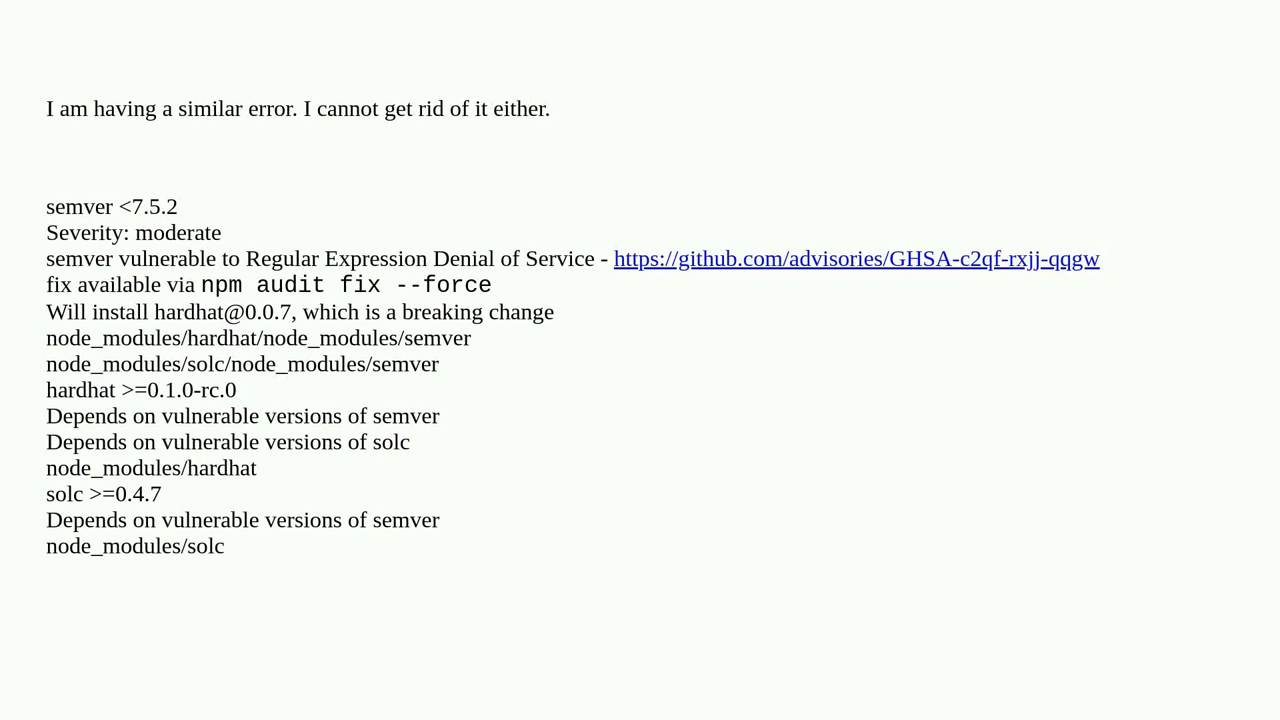 I am having a similar error. I cannot get rid of it either.
semver <7.5.2
Severity: moderate
semver vulnerable to Regular Expression Denial of Service - https://github.com/advisories/GHSA-c2qf-rxjj-qqgw
fix available via npm audit fix --force
Will install hardhat@0.0.7, which is a breaking change
node_modules/hardhat/node_modules/semver
node_modules/solc/node_modules/semver
hardhat >=0.1.0-rc.0
Depends on vulnerable versions of semver
Depends on vulnerable versions of solc
node_modules/hardhat
solc >=0.4.7
Depends on vulnerable versions of semver
node_modules/solc